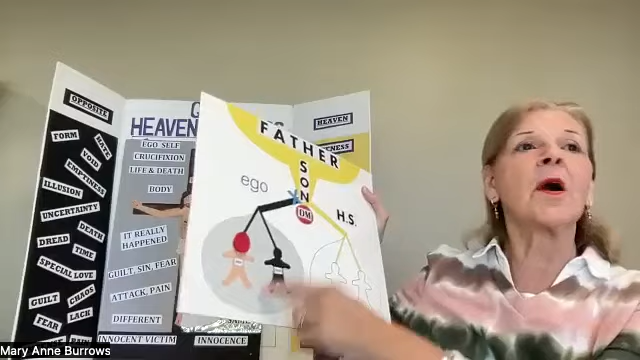 OPPOSITE
FORM
HATE
VOID
EMPTINESS
ILLUSION
UNCERTAINTY
DEATH
DREAD
TIME
SPECIAL LOVE
GUILT
CHAOS
LACK
FEAR
HEAVEN
EGO SELF
CRUCIFIXION
LIFE & DEATH
BODY
IT REALLY
HAPPENED
GUILT, SIN, FEAR
ATTACK, PAIN
DIFFERENT
INNOCENT VICTIM
INNOCENCE
FATHER
SON
ego
DM
H.S.
HEAVEN
Mary Anne Burrows